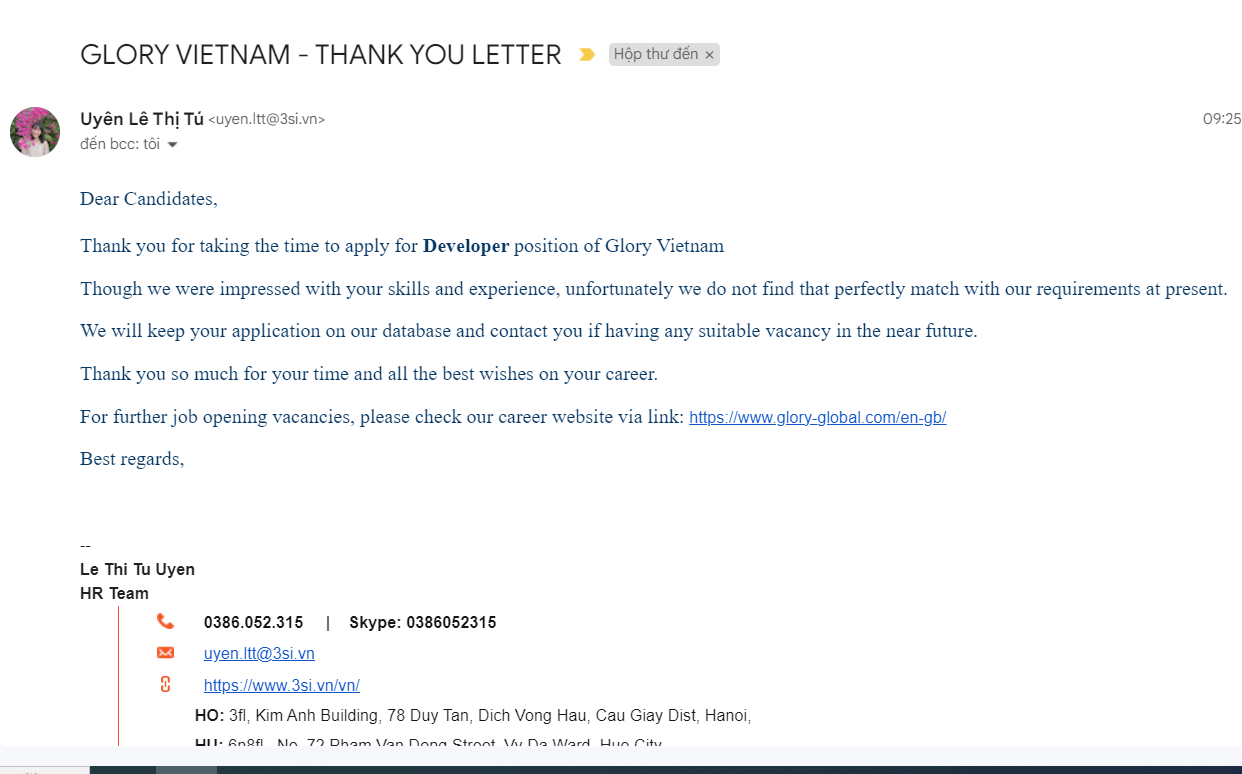 GLORY VIETNAM - THANK YOU LETTER Hộp thư đến ×
Uyên Lê Thị Tú <uyen.ltt@3si.vn> 09:25
đến bcc: tôi
Dear Candidates,
Thank you for taking the time to apply for Developer position of Glory Vietnam
Though we were impressed with your skills and experience, unfortunately we do not find that perfectly match with our requirements at present.
We will keep your application on our database and contact you if having any suitable vacancy in the near future.
Thank you so much for your time and all the best wishes on your career.
For further job opening vacancies, please check our career website via link: https://www.glory-global.com/en-gb/
Best regards,
--
Le Thi Tu Uyen
HR Team
0386.052.315 | Skype: 0386052315
uyen.ltt@3si.vn
https://www.3si.vn/vn/
HO: 3fl, Kim Anh Building, 78 Duy Tan, Dich Vong Hau, Cau Giay Dist, Hanoi,
HU: 6n8fl, No. 72 Pham Van Dong Street, Vy Da Ward, Hue City